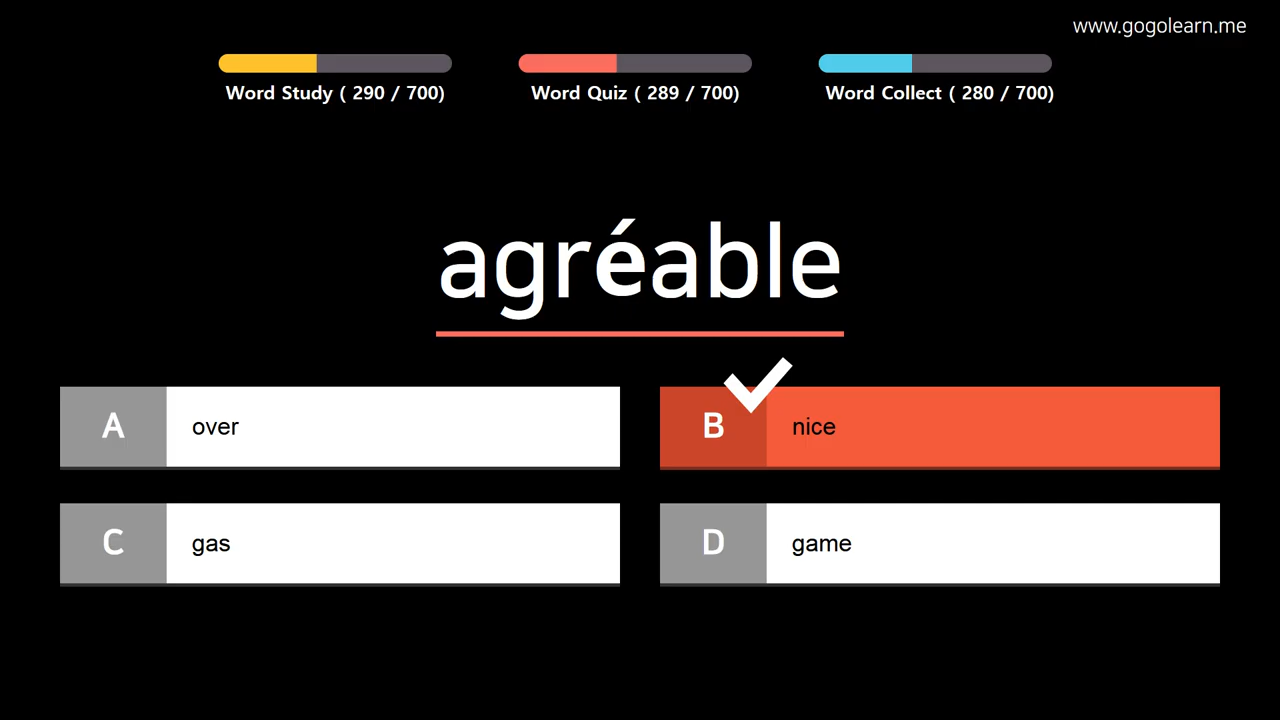 www.gogolearn.me
Word Study ( 290 / 700)
Word Quiz ( 289 / 700)
Word Collect ( 280 / 700)
agréable
A
over
B
nice
C
gas
D
game